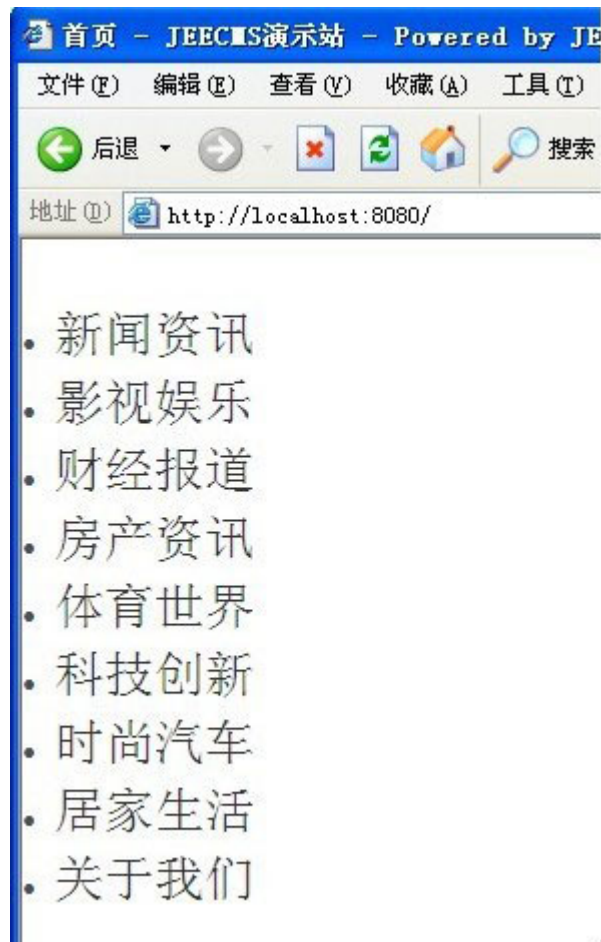 首页 - JEECMS演示站 - Powered by JE
文件(F) 编辑(E) 查看(V) 收藏(A) 工具(T)
后退 搜索
地址(D) http://localhost:8080/
• 新闻资讯
• 影视娱乐
• 财经报道
• 房产资讯
• 体育世界
• 科技创新
• 时尚汽车
• 居家生活
• 关于我们